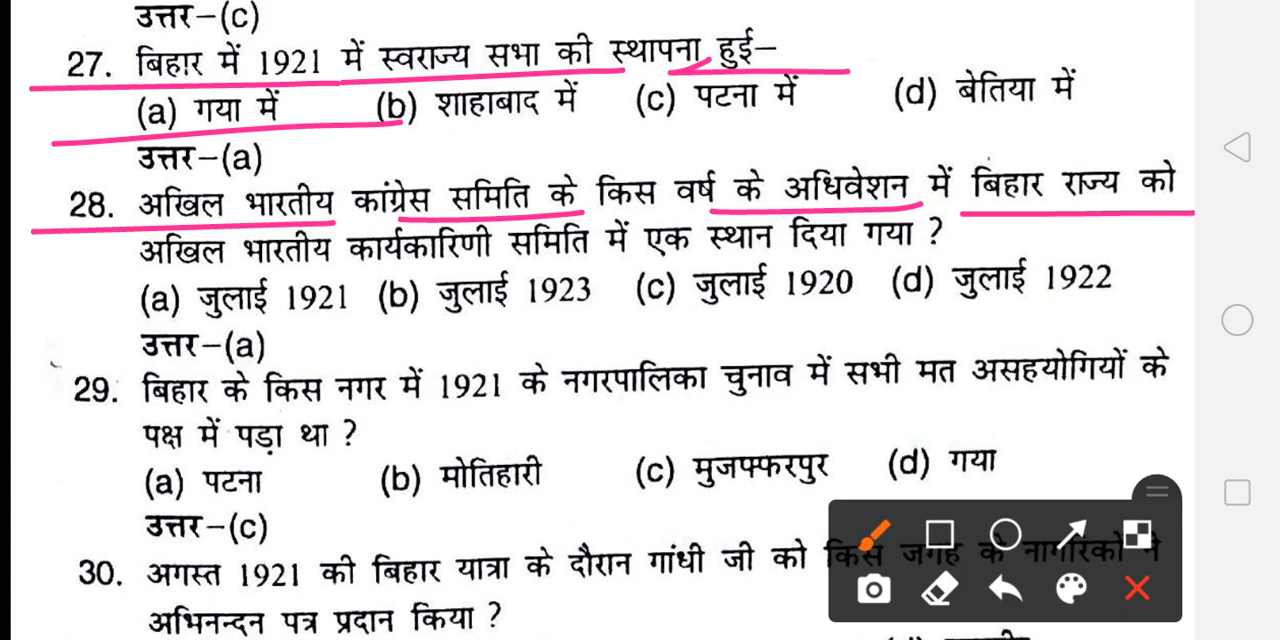 उत्तर–(c)
27. बिहार में 1921 में स्वराज्य सभा की स्थापना हुई–
(a) गया में (b) शाहाबाद में (c) पटना में (d) बेतिया में
उत्तर–(a)
28. अखिल भारतीय कांग्रेस समिति के किस वर्ष के अधिवेशन में बिहार राज्य को
अखिल भारतीय कार्यकारिणी समिति में एक स्थान दिया गया ?
(a) जुलाई 1921 (b) जुलाई 1923 (c) जुलाई 1920 (d) जुलाई 1922
उत्तर–(a)
29. बिहार के किस नगर में 1921 के नगरपालिका चुनाव में सभी मत असहयोगियों के
पक्ष में पड़ा था ?
(a) पटना (b) मोतिहारी (c) मुजफ्फरपुर (d) गया
उत्तर–(c)
30. अगस्त 1921 की बिहार यात्रा के दौरान गांधी जी को किस जगह के नागरिकों ने
अभिनन्दन पत्र प्रदान किया ?